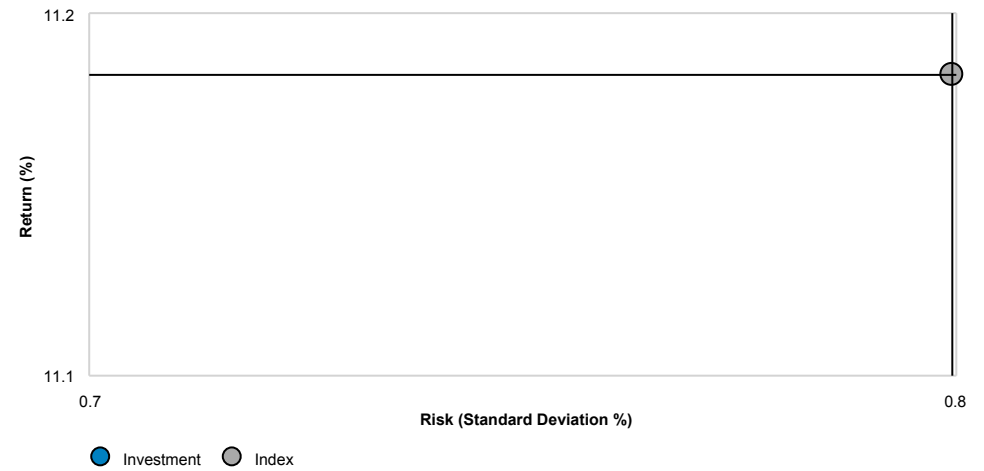 11.2
Return (%)
11.1
0.7
0.8
Risk (Standard Deviation %)
Investment Index